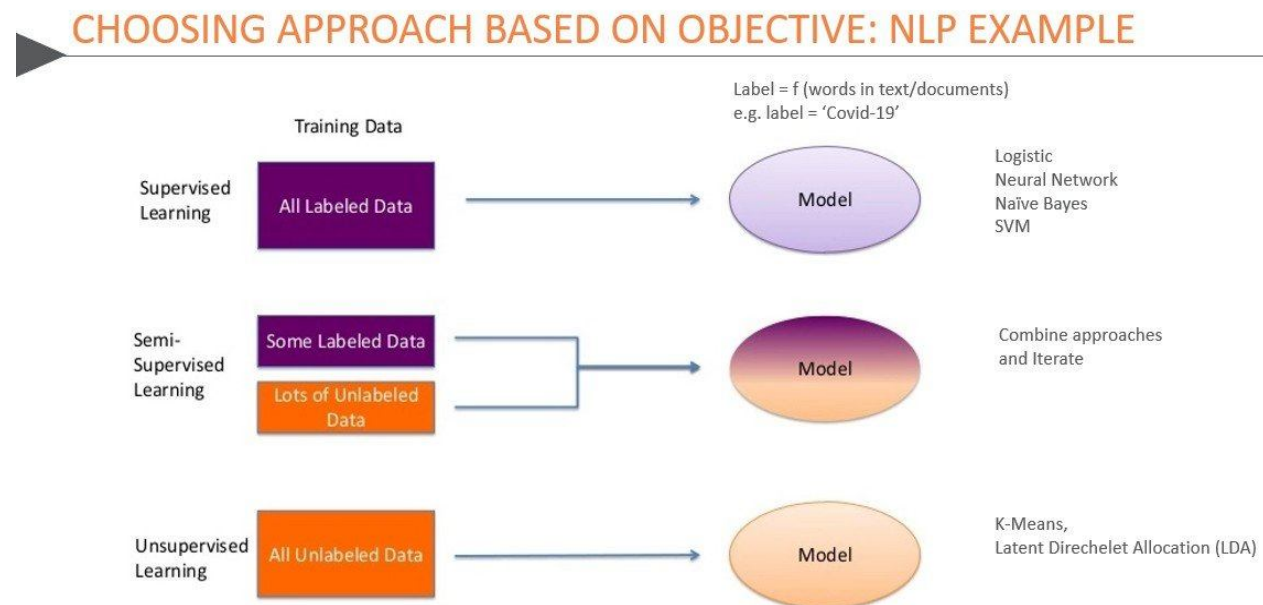 CHOOSING APPROACH BASED ON OBJECTIVE: NLP EXAMPLE
Label = f (words in text/documents)
e.g. label = ‘Covid-19’
Training Data
Supervised
Learning
All Labeled Data
Model
Logistic
Neural Network
Naïve Bayes
SVM
Semi-
Supervised
Learning
Some Labeled Data
Lots of Unlabeled
Data
Model
Combine approaches
and Iterate
Unsupervised
Learning
All Unlabeled Data
Model
K-Means,
Latent Direchelet Allocation (LDA)